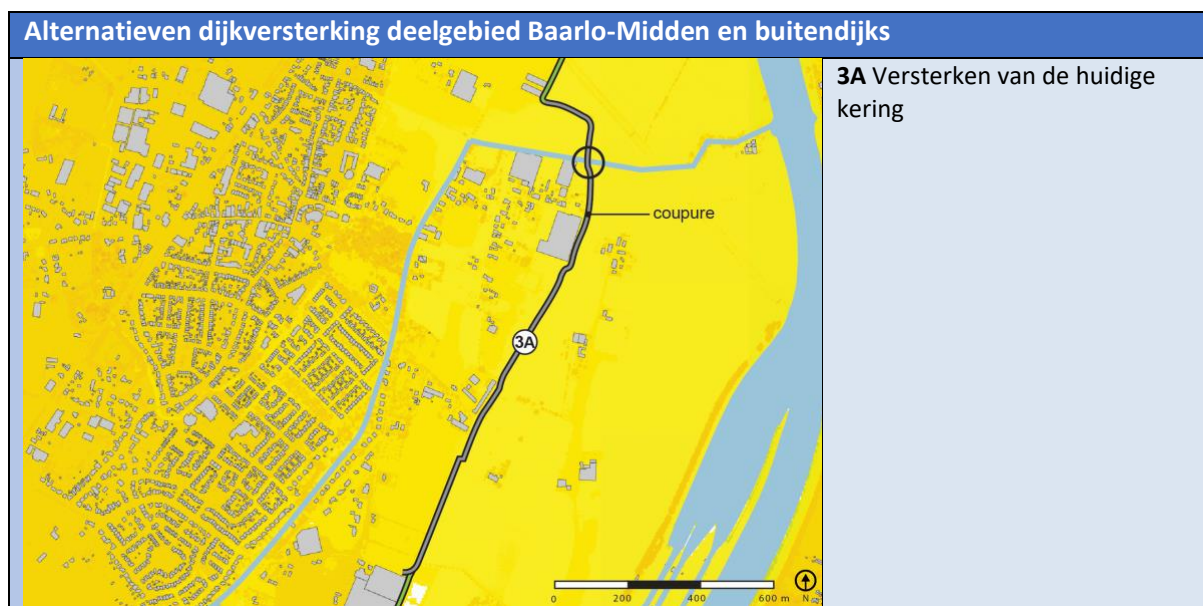 Alternatieven dijkversterking deelgebied Baarlo-Midden en buitendijks
3A Versterken van de huidige
kering
coupure
3A
0 200 400 600 m N